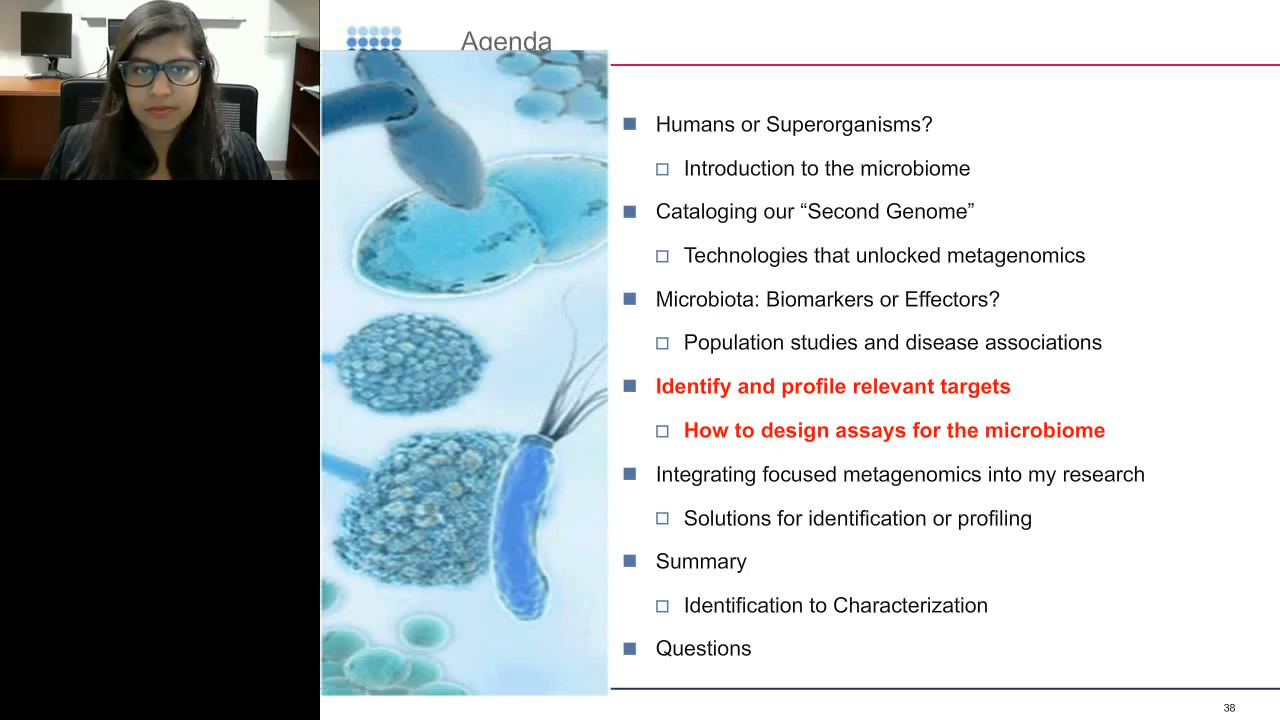 Agenda
Humans or Superorganisms?
Introduction to the microbiome
Cataloging our “Second Genome”
Technologies that unlocked metagenomics
Microbiota: Biomarkers or Effectors?
Population studies and disease associations
Identify and profile relevant targets
How to design assays for the microbiome
Integrating focused metagenomics into my research
Solutions for identification or profiling
Summary
Identification to Characterization
Questions
38